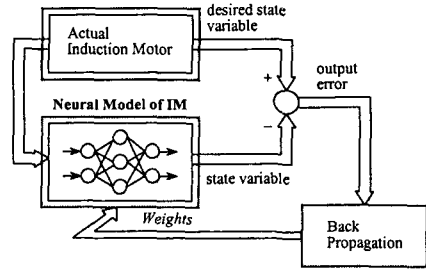 desired state
variable
Actual
Induction Motor
+
output
error
Neural Model of IM
−
state variable
Weights
Back
Propagation